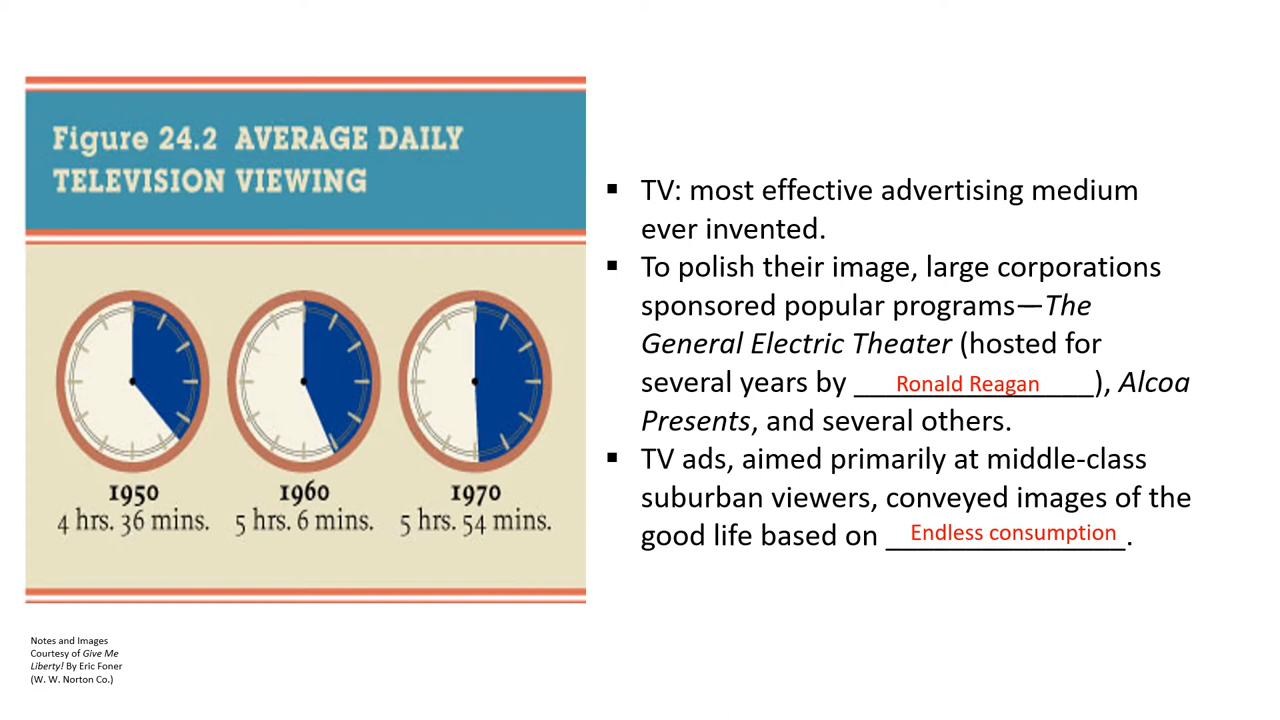 Figure 24.2 AVERAGE DAILY
TELEVISION VIEWING
1950
4 hrs. 36 mins.
1960
5 hrs. 6 mins.
1970
5 hrs. 54 mins.
▪ TV: most effective advertising medium
ever invented.
▪ To polish their image, large corporations
sponsored popular programs—The
General Electric Theater (hosted for
several years by Ronald Reagan), Alcoa
Presents, and several others.
▪ TV ads, aimed primarily at middle-class
suburban viewers, conveyed images of the
good life based on Endless consumption.
Notes and Images
Courtesy of Give Me
Liberty! By Eric Foner
(W. W. Norton Co.)